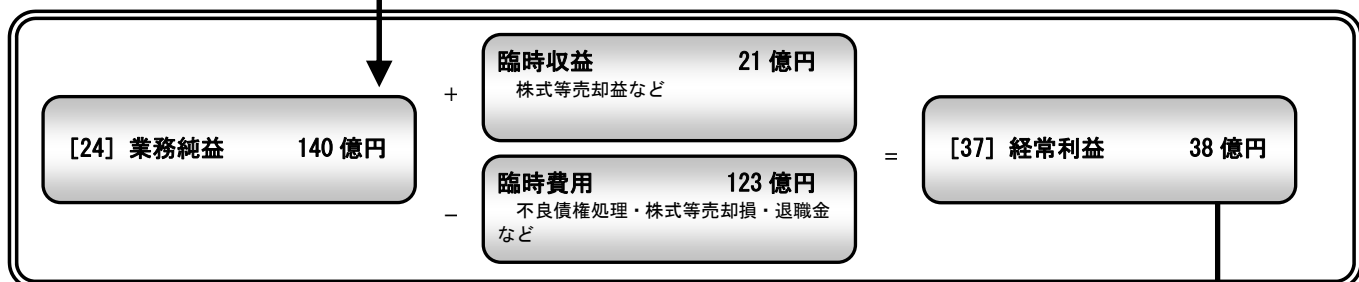 [24] 業務純益 140 億円
+
臨時収益 21 億円
株式等売却益など
−
臨時費用 123 億円
不良債権処理・株式等売却損・退職金
など
=
[37] 経常利益 38 億円